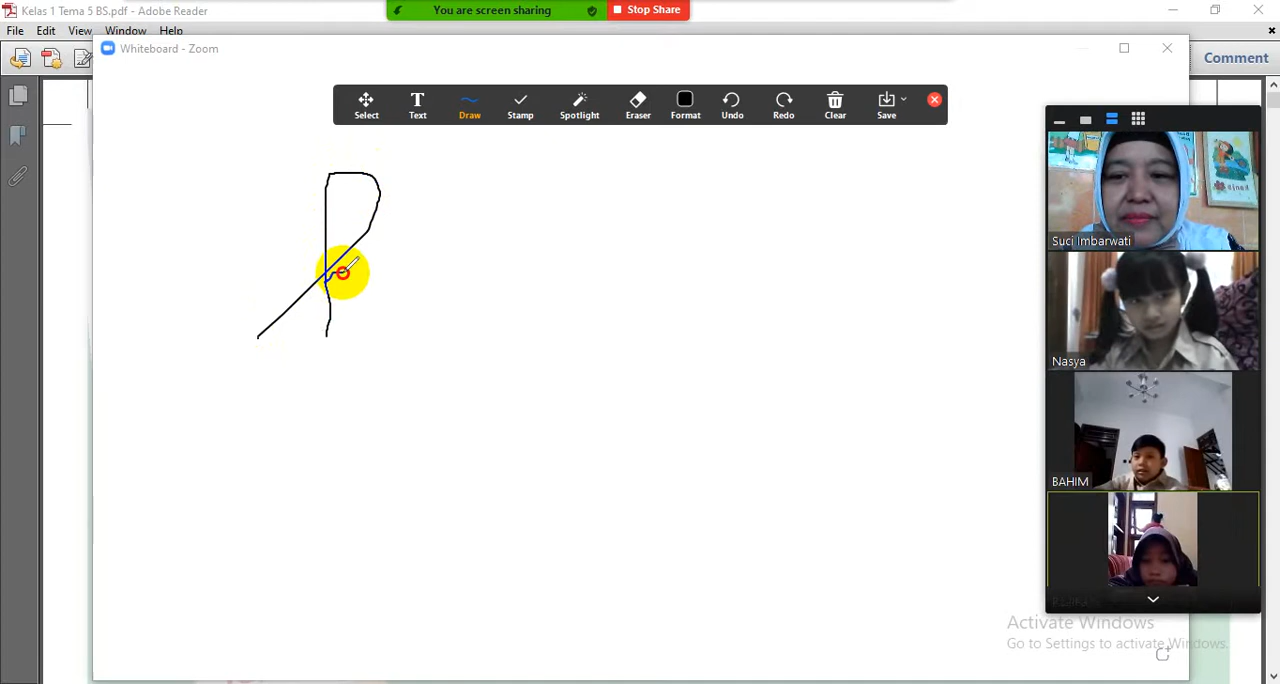 Kelas 1 Tema 5 BS.pdf - Adobe Reader
You are screen sharing
Stop Share
File Edit View Window Help
Whiteboard - Zoom
Comment
Select Text Draw Stamp Spotlight Eraser Format Undo Redo Clear Save
Suci Imbarwati
Nasya
BAHIM
Activate Windows
Go to Settings to activate Windows.